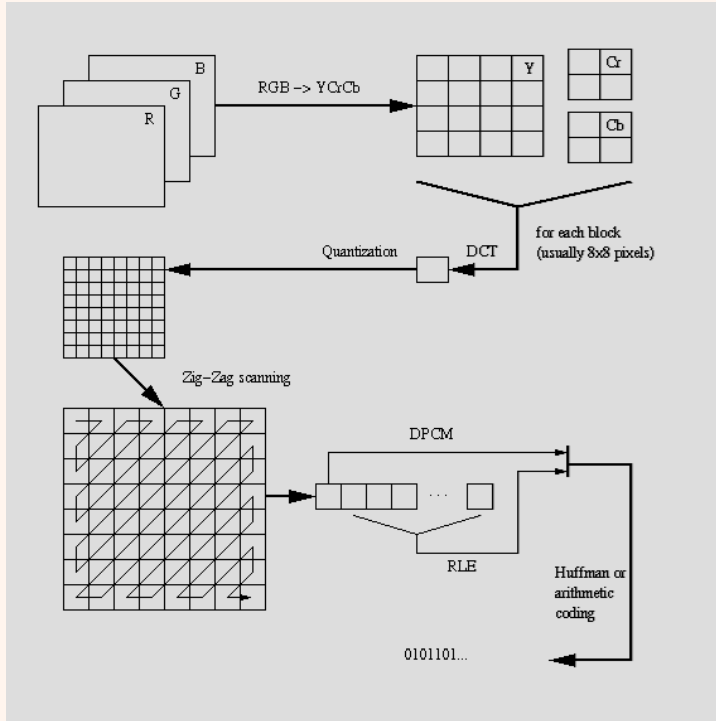 B
G
R
RGB -> YCrCb
Y
Cr
Cb
for each block
(usually 8x8 pixels)
Quantization
DCT
Zig-Zag scanning
DPCM
. . .
RLE
Huffman or
arithmetic
coding
0101101...